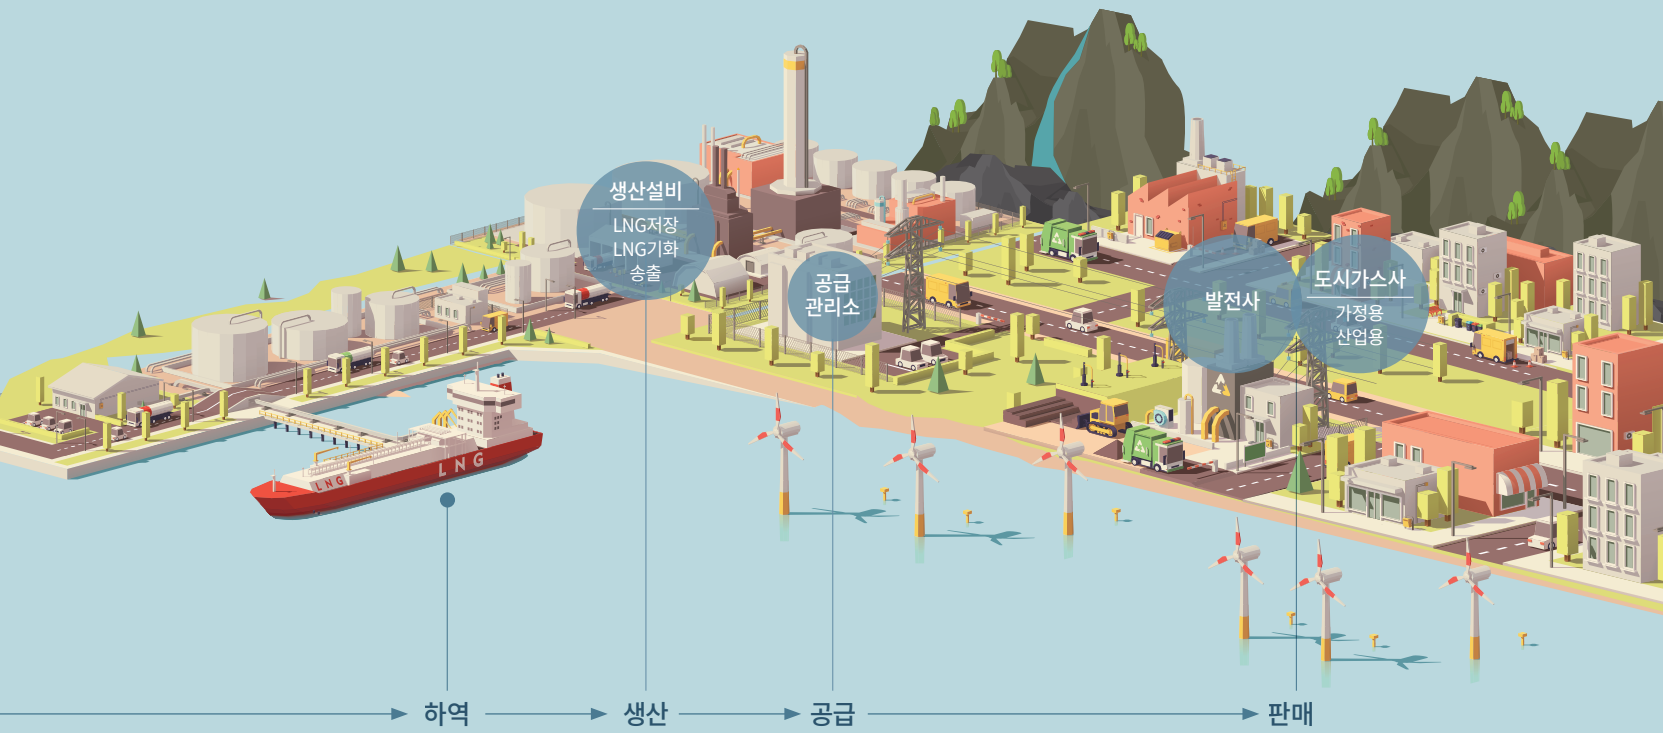 생산설비
LNG저장
LNG기화
송출
공급
관리소
발전사
도시가스사
가정용
산업용
LNG
LNG
하역
생산
공급
판매